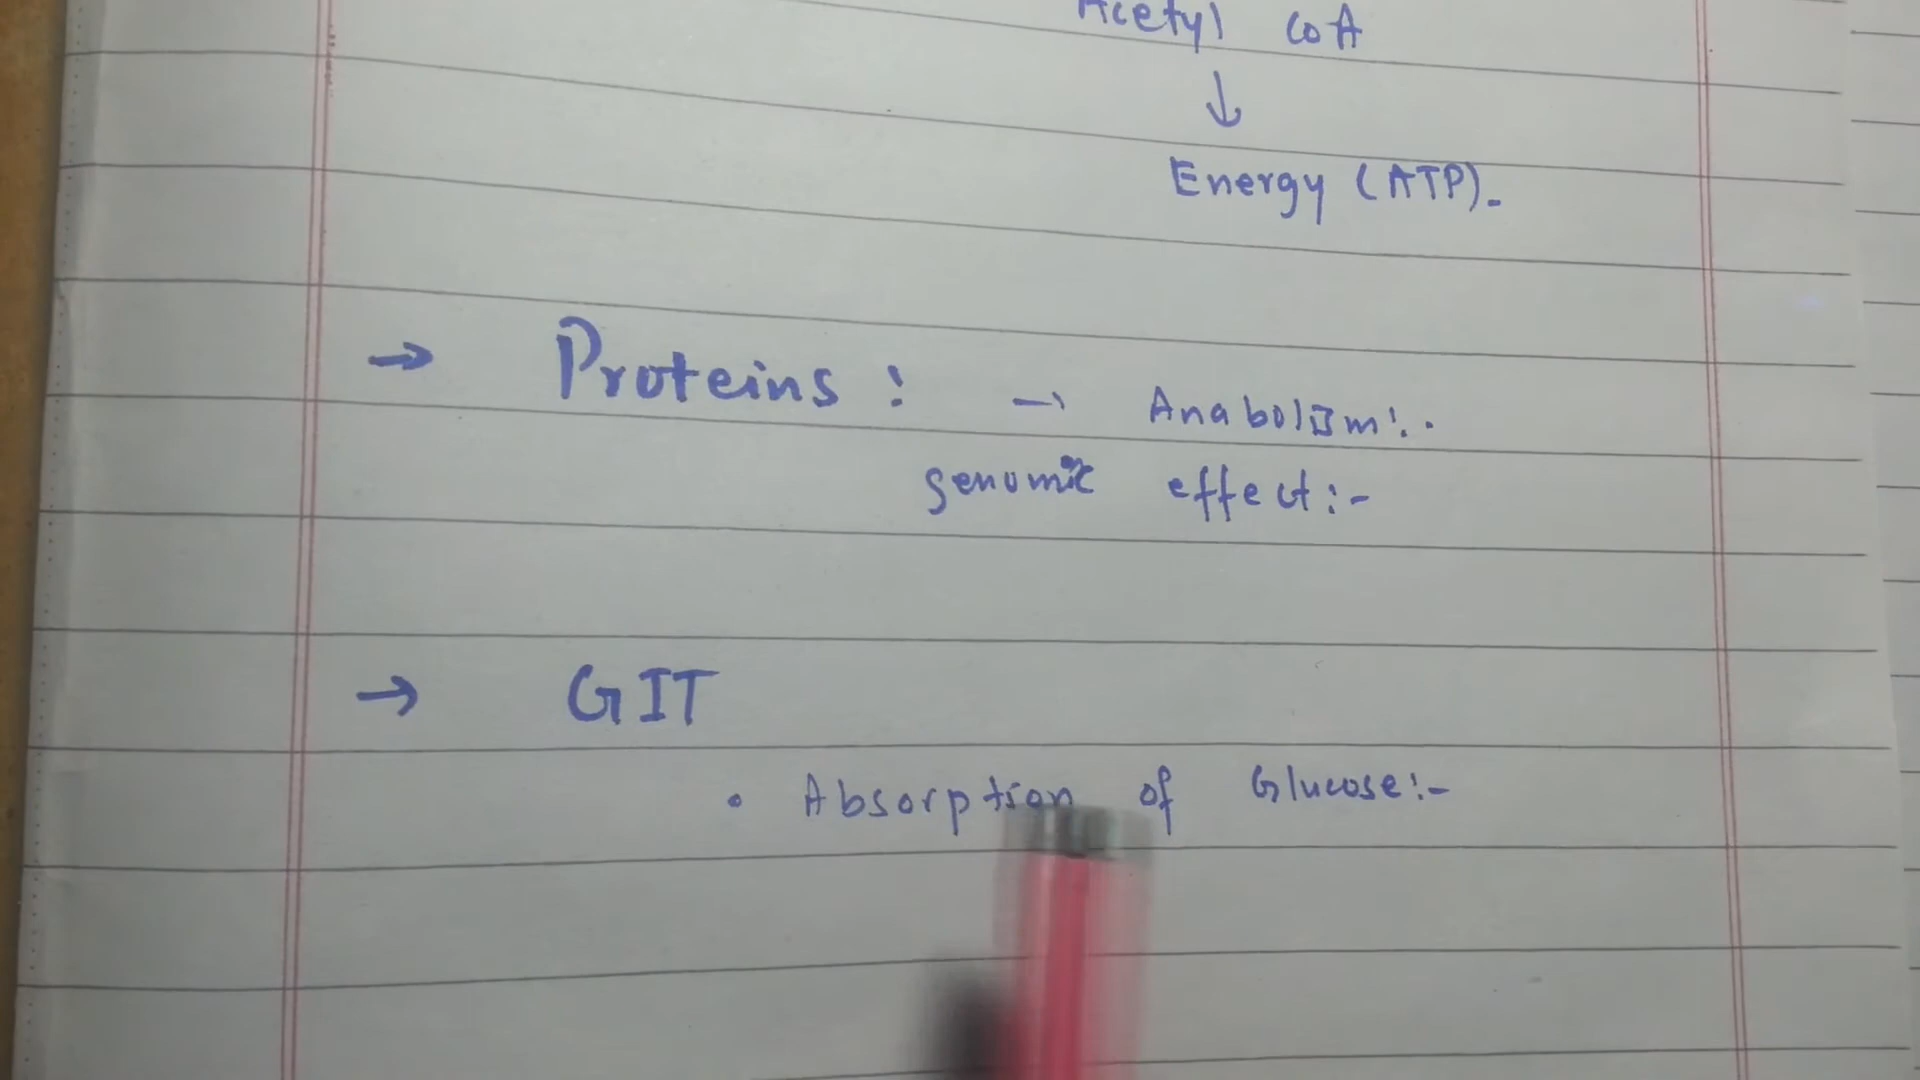 Acetyl CoA
↓
Energy (ATP).
→ Proteins : → Anabolism:.
genomic effect:-
→ GIT
• Absorption of Glucose:-